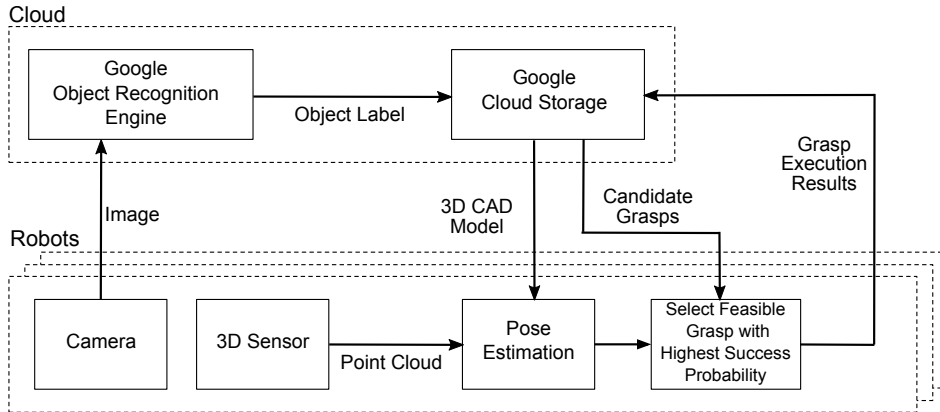 Cloud
Google
Object Recognition
Engine
Object Label
Google
Cloud Storage
Grasp
Execution
Results
Image
3D CAD
Model
Candidate
Grasps
Robots
Camera
3D Sensor
Point Cloud
Pose
Estimation
Select Feasible
Grasp with
Highest Success
Probability